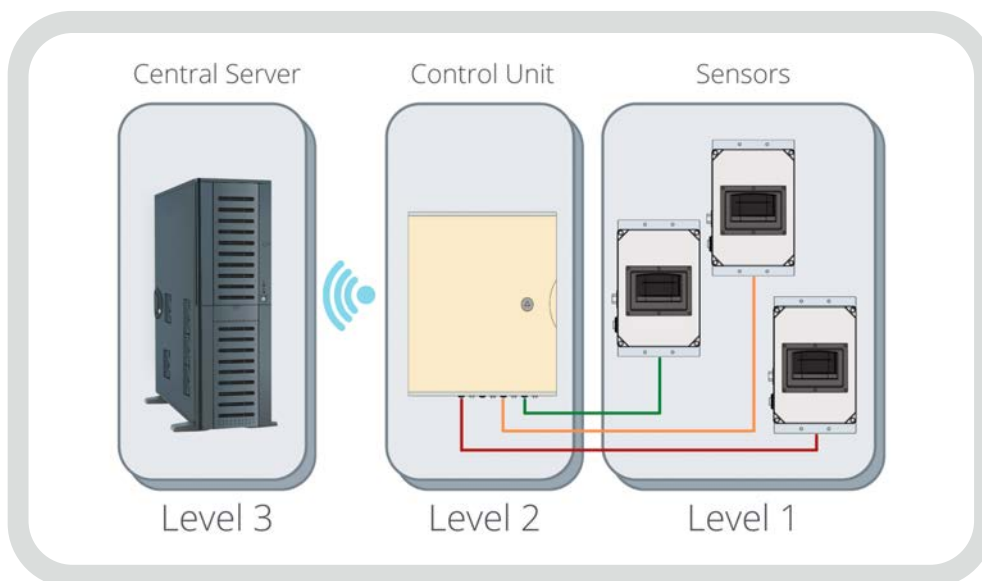 Central Server
Control Unit
Sensors
Level 3
Level 2
Level 1